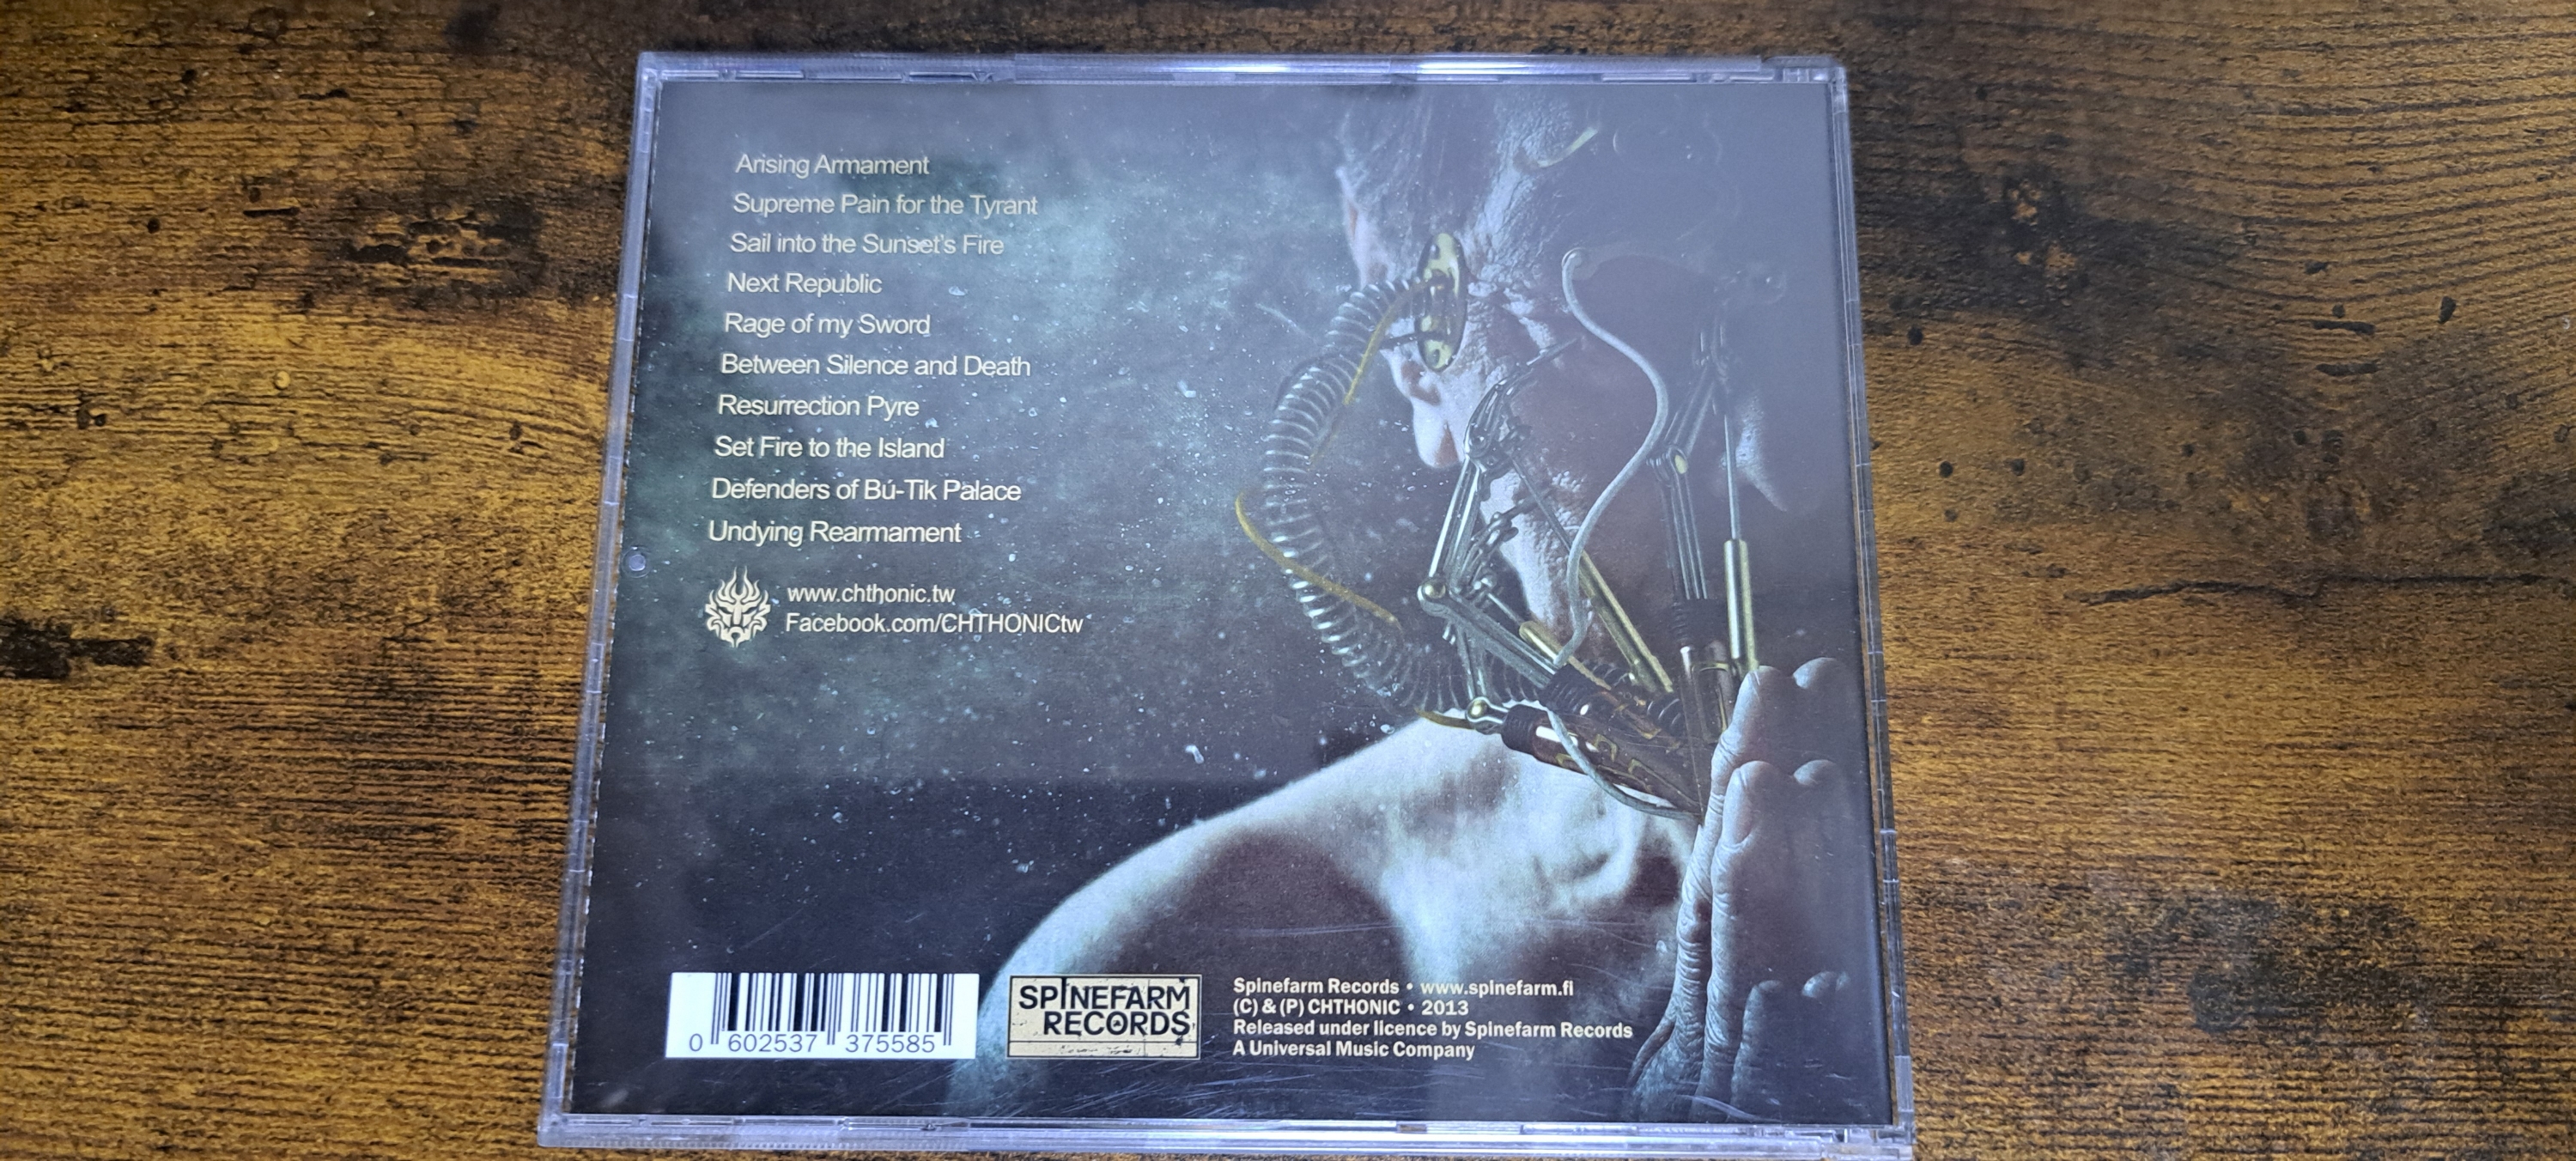 Arising Armament
Supreme Pain for the Tyrant
Sail into the Sunset's Fire
Next Republic
Rage of my Sword
Between Silence and Death
Resurrection Pyre
Set Fire to the Island
Defenders of Bú-Tik Palace
Undying Rearmament
www.chthonic.tw
Facebook.com/CHTHONICtw
0 602537 375585
SPINEFARM
RECORDS
Spinefarm Records • www.spinefarm.fi
(C) & (P) CHTHONIC • 2013
Released under licence by Spinefarm Records
A Universal Music Company